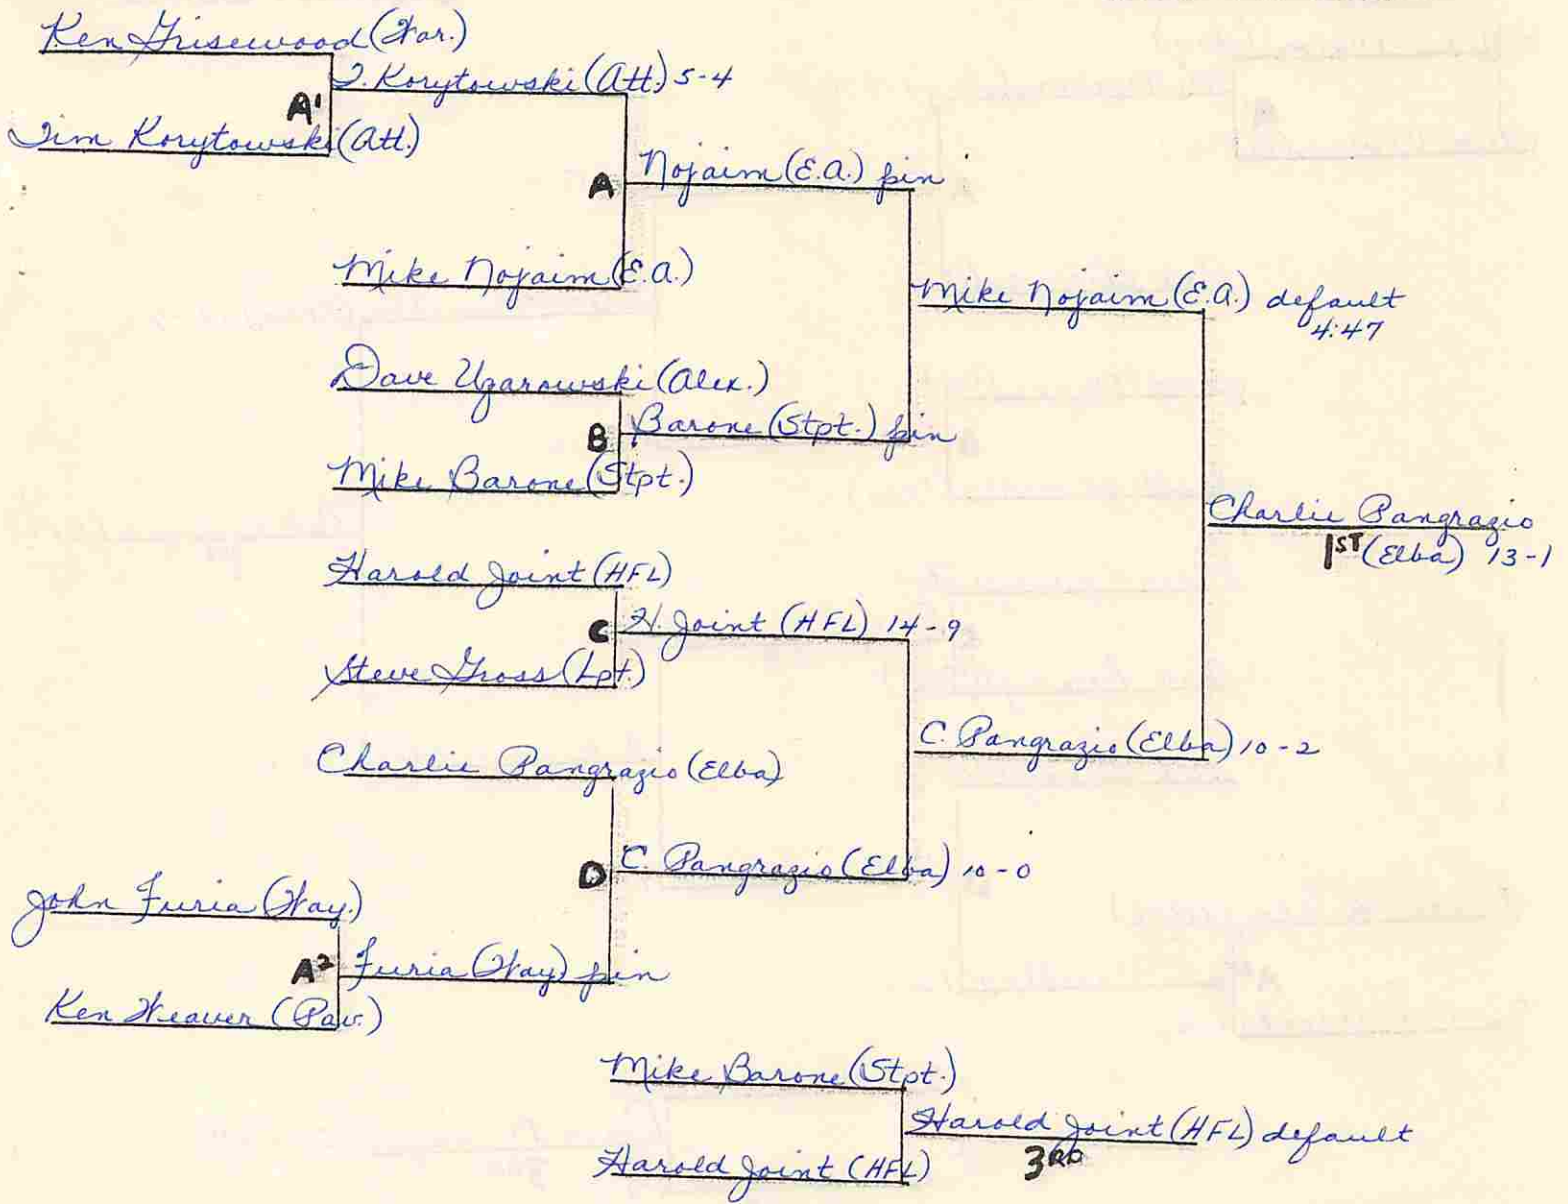 Ken Grisewood (War.)
T. Korytowski (Att.) 5-4
A¹
Tim Korytowski (Att.)
Nojaim (E.A.) pin
A
Mike Nojaim (E.A.)
Mike Nojaim (E.A.) default
4:47
Dave Uzarowski (Alex.)
Barone (Stpt.) pin
B
Mike Barone (Stpt.)
Charlie Pangrazio
1ST (Elba) 13-1
Harold Joint (HFL)
H. Joint (HFL) 14-9
C
Steve Gross (Lpt.)
C. Pangrazio (Elba) 10-2
Charlie Pangrazio (Elba)
C. Pangrazio (Elba) 10-0
D
John Furia (Way.)
A² Furia (Way) pin
Ken Weaver (Pav.)
Mike Barone (Stpt.)
Harold Joint (HFL) default
3RD
Harold Joint (HFL)